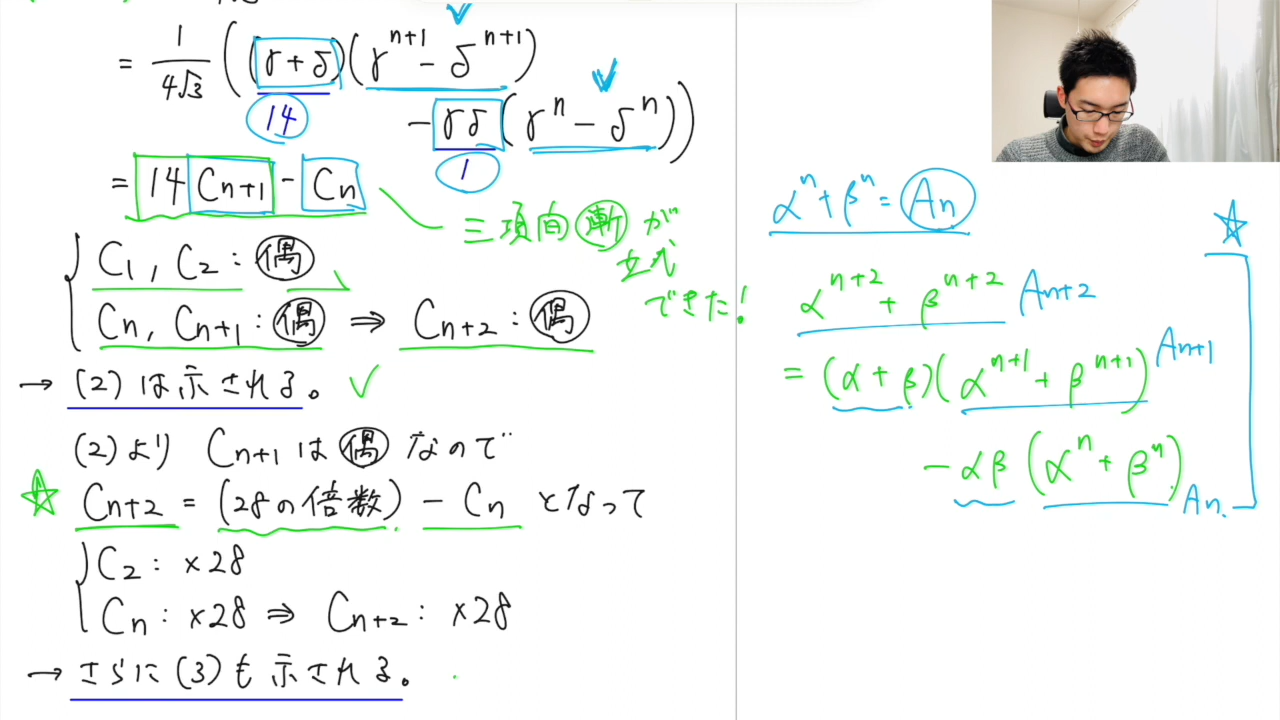 = 1/4√3 ((γ+δ)(γ^{n+1} - δ^{n+1})
14
- γδ(γ^n - δ^n))
1
= 14 C_{n+1} - C_n
三項間漸が
立式
できた!
C_1, C_2 : 偶
C_n, C_{n+1} : 偶 ⇒ C_{n+2} : 偶
→ (2) は示される。
(2)より C_{n+1} は偶なので
☆ C_{n+2} = (28の倍数) - C_n となって
C_2 : ×28
C_n : ×28 ⇒ C_{n+2} : ×28
→ さらに(3)も示される。
α^n + β^n = A_n
α^{n+2} + β^{n+2} A_{n+2}
= (α+β)(α^{n+1} + β^{n+1}) A_{n+1}
- αβ(α^n + β^n) A_n
☆